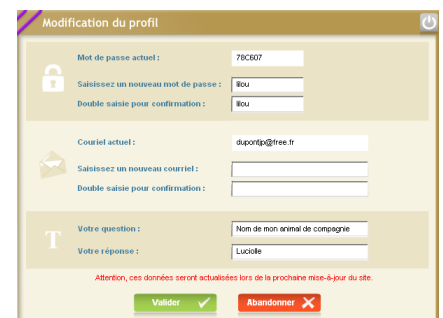 Modification du profil
Mot de passe actuel : 78C607
Saisissez un nouveau mot de passe : lilou
Double saisie pour confirmation : lilou
Couriel actuel : dupontjp@free.fr
Saisissez un nouveau courriel :
Double saisie pour confirmation :
T
Votre question : Nom de mon animal de compagnie
Votre réponse : Luciolle
Attention, ces données seront actualisées lors de la prochaine mise-à-jour du site.
Valider Abandonner